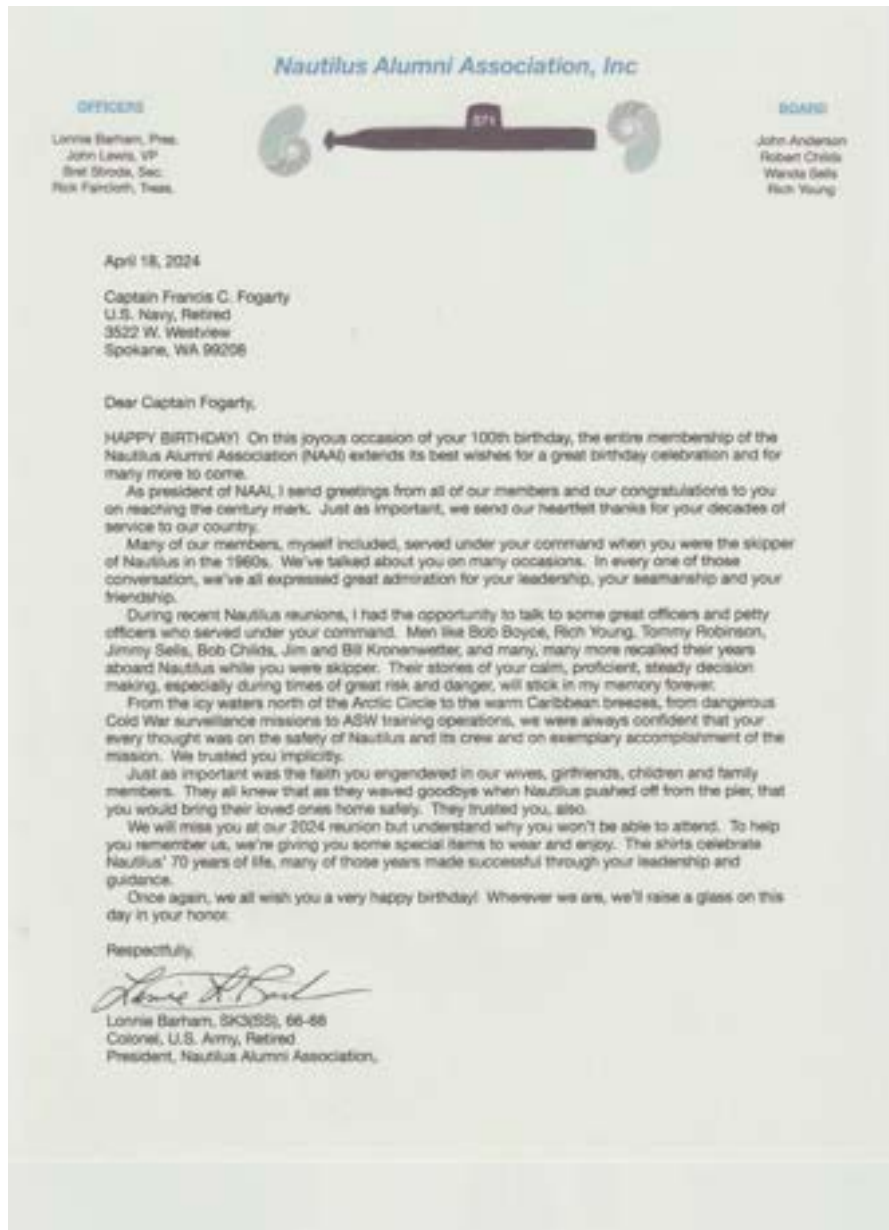 Nautilus Alumni Association, Inc
OFFICERS
Lonnie Barham, Pres.
John Lewis, VP
Bret Stroda, Sec.
Rick Faircloth, Treas.
571
BOARD
John Anderson
Robert Childs
Wanda Sells
Rich Young
April 18, 2024
Captain Francis C. Fogarty
U.S. Navy, Retired
3522 W. Westview
Spokane, WA 99208
Dear Captain Fogarty,
HAPPY BIRTHDAY! On this joyous occasion of your 100th birthday, the entire membership of the
Nautilus Alumni Association (NAAI) extends its best wishes for a great birthday celebration and for
many more to come.
As president of NAAI, I send greetings from all of our members and our congratulations to you
on reaching the century mark. Just as important, we send our heartfelt thanks for your decades of
service to our country.
Many of our members, myself included, served under your command when you were the skipper
of Nautilus in the 1960s. We've talked about you on many occasions. In every one of those
conversation, we've all expressed great admiration for your leadership, your seamanship and your
friendship.
During recent Nautilus reunions, I had the opportunity to talk to some great officers and petty
officers who served under your command. Men like Bob Boyce, Rich Young, Tommy Robinson,
Jimmy Sells, Bob Childs, Jim and Bill Kronenwetter, and many, many more recalled their years
aboard Nautilus while you were skipper. Their stories of your calm, proficient, steady decision
making, especially during times of great risk and danger, will stick in my memory forever.
From the icy waters north of the Arctic Circle to the warm Caribbean breezes, from dangerous
Cold War surveillance missions to ASW training operations, we were always confident that your
every thought was on the safety of Nautilus and its crew and on exemplary accomplishment of the
mission. We trusted you implicitly.
Just as important was the faith you engendered in our wives, girlfriends, children and family
members. They all knew that as they waved goodbye when Nautilus pushed off from the pier, that
you would bring their loved ones home safely. They trusted you, also.
We will miss you at our 2024 reunion but understand why you won't be able to attend. To help
you remember us, we're giving you some special items to wear and enjoy. The shirts celebrate
Nautilus' 70 years of life, many of those years made successful through your leadership and
guidance.
Once again, we all wish you a very happy birthday! Wherever we are, we'll raise a glass on this
day in your honor.
Respectfully,
Lonnie Barham, SK3(SS), 66-68
Colonel, U.S. Army, Retired
President, Nautilus Alumni Association,